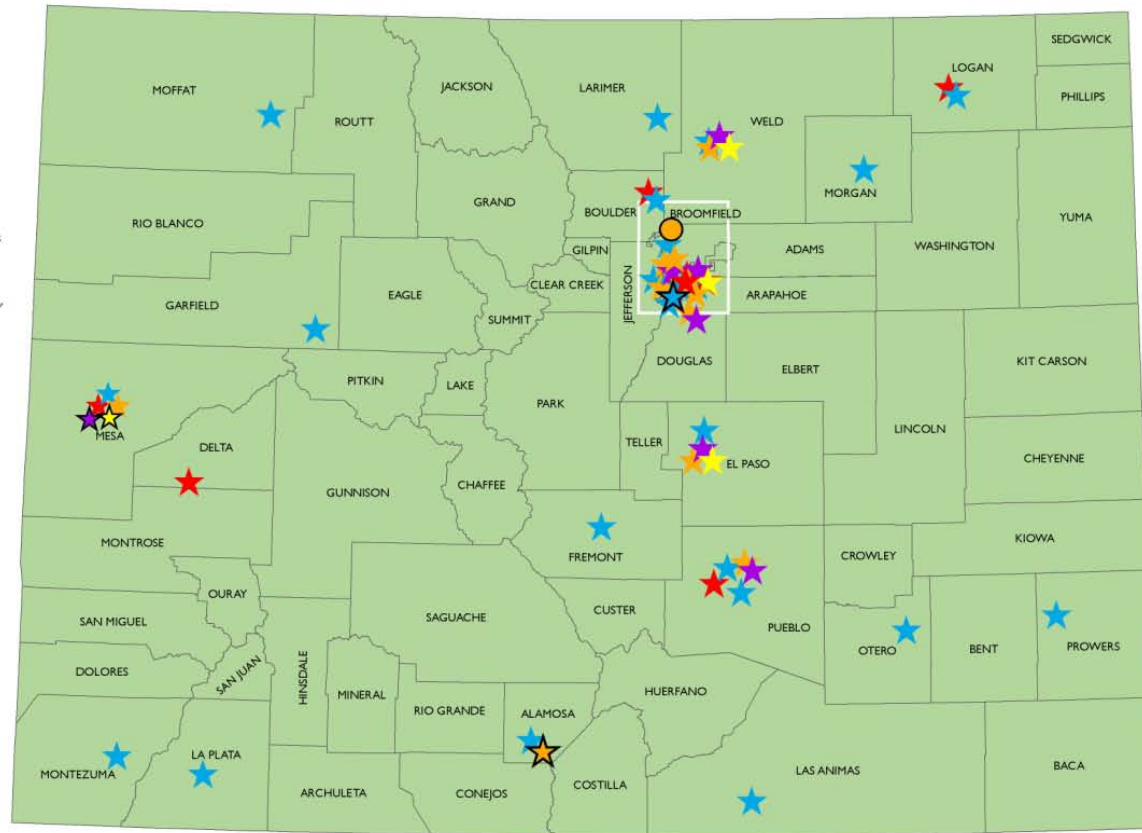 SEDGWICK
LOGAN
JACKSON
LARIMER
MOFFAT
PHILLIPS
ROUTT
WELD
MORGAN
GRAND
BOULDER
BROOMFIELD
YUMA
RIO BLANCO
GILPIN
ADAMS
WASHINGTON
CLEAR CREEK
EAGLE
JEFFERSON
ARAPAHOE
GARFIELD
SUMMIT
DOUGLAS
ELBERT
KIT CARSON
PITKIN
LAKE
PARK
LINCOLN
MESA
DELTA
TELLER
EL PASO
CHEYENNE
CHAFFEE
GUNNISON
MONTROSE
FREMONT
CROWLEY
KIOWA
OURAY
CUSTER
SAGUACHE
SAN MIGUEL
PUEBLO
OTERO
BENT
PROWERS
DOLORES
SAN JUAN
HINSDALE
MINERAL
RIO GRANDE
ALAMOSA
HUERFANO
LA PLATA
MONTEZUMA
ARCHULETA
CONEJOS
COSTILLA
LAS ANIMAS
BACA